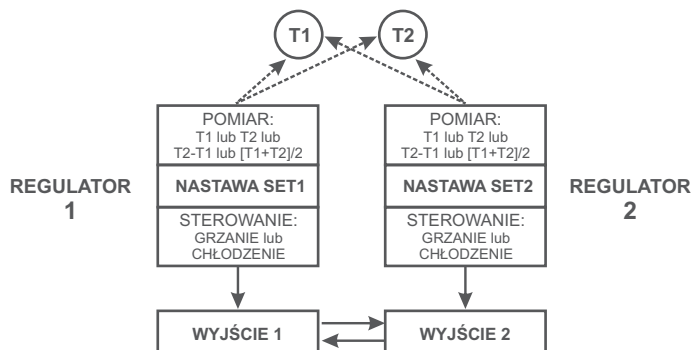 T1
T2
POMIAR:
T1 lub T2 lub
T2-T1 lub [T1+T2]/2
NASTAWA SET1
STEROWANIE:
GRZANIE lub
CHŁODZENIE
REGULATOR
1
WYJŚCIE 1
POMIAR:
T1 lub T2 lub
T2-T1 lub [T1+T2]/2
NASTAWA SET2
STEROWANIE:
GRZANIE lub
CHŁODZENIE
REGULATOR
2
WYJŚCIE 2